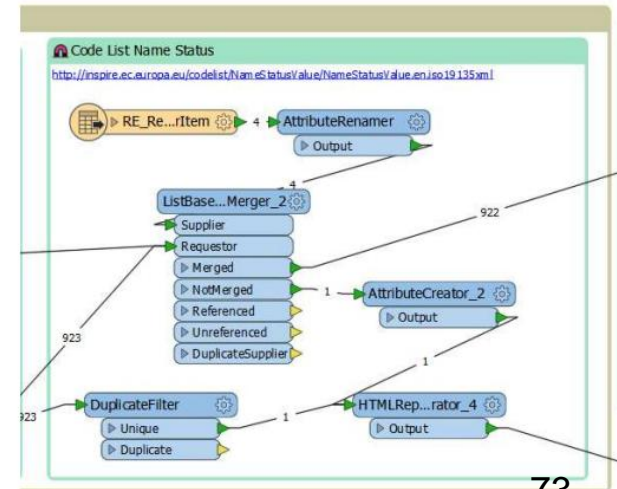 Code List Name Status
http://inspire.ec.europa.eu/codelist/NameStatusValue/NameStatusValue.en.iso19135xml
RE_Re...rItem
4
AttributeRenamer
Output
4
ListBase...Merger_2
Supplier
Requestor
Merged
922
NotMerged
1
AttributeCreator_2
Referenced
Output
Unreferenced
923
DuplicateSupplier
1
923
DuplicateFilter
HTMLRep...rator_4
Unique
1
Output
Duplicate
73